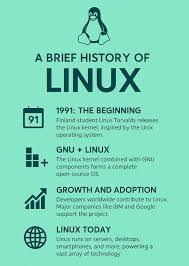 A BRIEF HISTORY OF
LINUX
91
1991: THE BEGINNING
Finland student Linus Torvalds releases
the Linux kernel, inspired by the Unix
operating system.
GNU + LINUX
The Linux kernel combined with GNU
components forms a complete
open-source OS.
GROWTH AND ADOPTION
Developers worldwide contribute to Linux.
Major companies like IBM and Google
support the project.
LINUX TODAY
Linux runs on servers, desktops,
smartphones, and more, powering a
vast array of technology